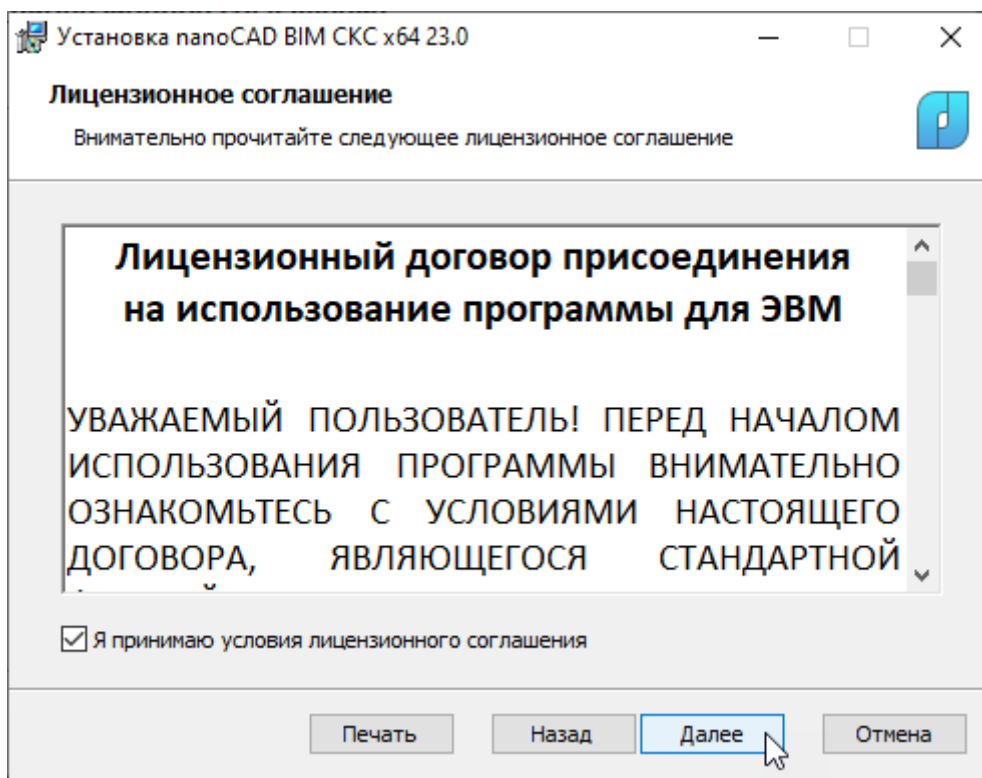 Установка nanoCAD BIM СКС x64 23.0
Лицензионное соглашение
Внимательно прочитайте следующее лицензионное соглашение
Лицензионный договор присоединения
на использование программы для ЭВМ
УВАЖАЕМЫЙ ПОЛЬЗОВАТЕЛЬ! ПЕРЕД НАЧАЛОМ
ИСПОЛЬЗОВАНИЯ ПРОГРАММЫ ВНИМАТЕЛЬНО
ОЗНАКОМЬТЕСЬ С УСЛОВИЯМИ НАСТОЯЩЕГО
ДОГОВОРА, ЯВЛЯЮЩЕГОСЯ СТАНДАРТНОЙ
Я принимаю условия лицензионного соглашения
Печать
Назад
Далее
Отмена